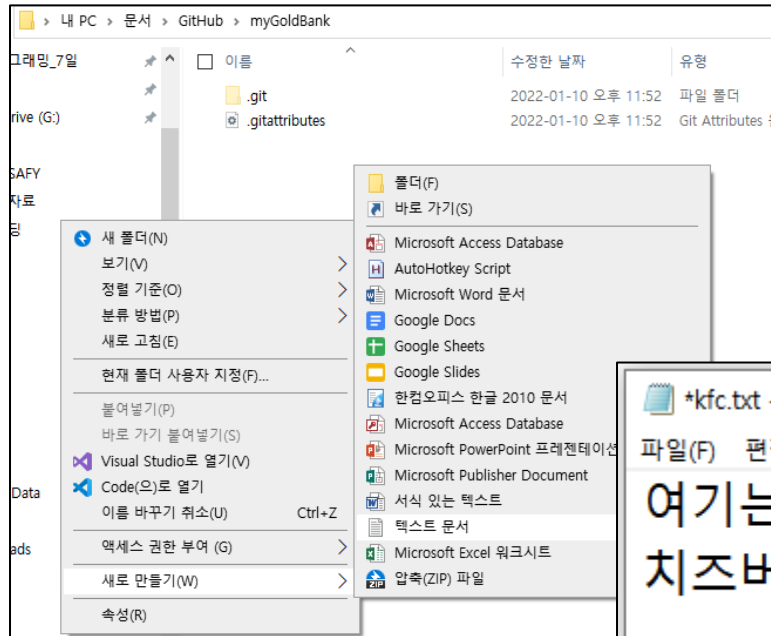 내 PC > 문서 > GitHub > myGoldBank
그래밍_7일
이름 수정한 날짜 유형
.git 2022-01-10 오후 11:52 파일 폴더
rive (G:) .gitattributes 2022-01-10 오후 11:52 Git Attributes
SAFY
자료
딩
Data
ads
새 폴더(N)
보기(V)
정렬 기준(O)
분류 방법(P)
새로 고침(E)
현재 폴더 사용자 지정(F)...
붙여넣기(P)
바로 가기 붙여넣기(S)
Visual Studio로 열기(V)
Code(으)로 열기
이름 바꾸기 취소(U) Ctrl+Z
액세스 권한 부여 (G)
새로 만들기(W)
속성(R)
폴더(F)
바로 가기(S)
Microsoft Access Database
AutoHotkey Script
Microsoft Word 문서
Google Docs
Google Sheets
Google Slides
한컴오피스 한글 2010 문서
Microsoft Access Database
Microsoft PowerPoint 프레젠테이션
Microsoft Publisher Document
서식 있는 텍스트
텍스트 문서
Microsoft Excel 워크시트
압축(ZIP) 파일
*kfc.txt
파일(F) 편
여기는
치즈버